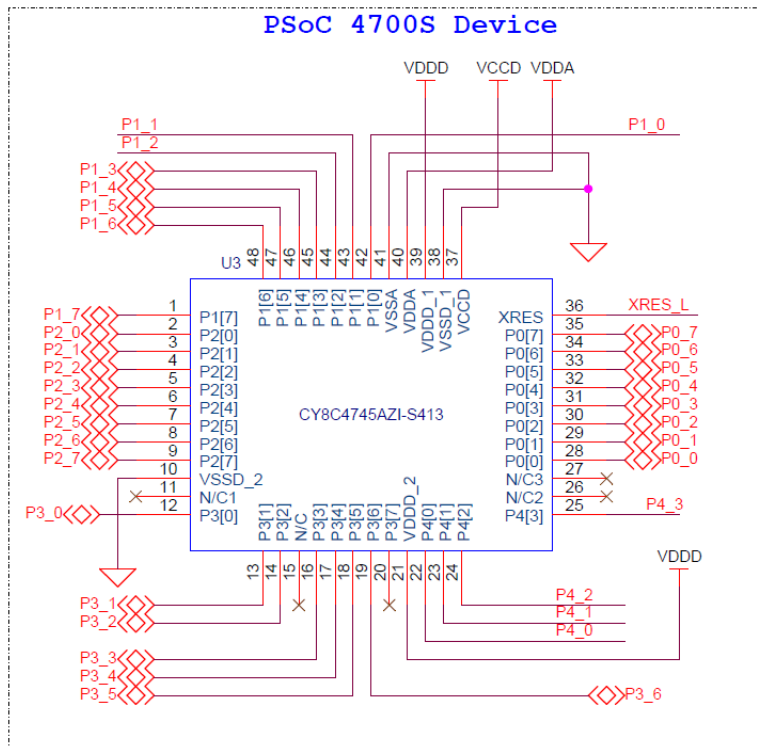 PSoC 4700S Device
VDDD VCCD VDDA
P1_1 P1_0
P1_2
P1_3
P1_4
P1_5
P1_6
48 47 46 45 44 43 42 41 40 39 38 37
U3
P1[6] P1[5] P1[4] P1[3] P1[2] P1[1] P1[0] VSSA VDDA VDDD_1 VSSD_1 VCCD
P1_7 1 P1[7] XRES 36 XRES_L
P2_0 2 P2[0] P0[7] 35 P0_7
P2_1 3 P2[1] P0[6] 34 P0_6
P2_2 4 P2[2] P0[5] 33 P0_5
P2_3 5 P2[3] P0[4] 32 P0_4
P2_4 6 P2[4] P0[3] 31 P0_3
P2_5 7 P2[5] P0[2] 30 P0_2
P2_6 8 P2[6] P0[1] 29 P0_1
P2_7 9 P2[7] P0[0] 28 P0_0
10 VSSD_2 N/C3 27
11 N/C1 N/C2 26
P3_0 12 P3[0] P4[3] 25 P4_3
CY8C4745AZI-S413
P3[1] P3[2] N/C P3[3] P3[4] P3[5] P3[6] P3[7] VDDD_2 P4[0] P4[1] P4[2]
13 14 15 16 17 18 19 20 21 22 23 24
VDDD
P3_1 P4_2
P3_2 P4_1
P4_0
P3_3
P3_4
P3_5 P3_6